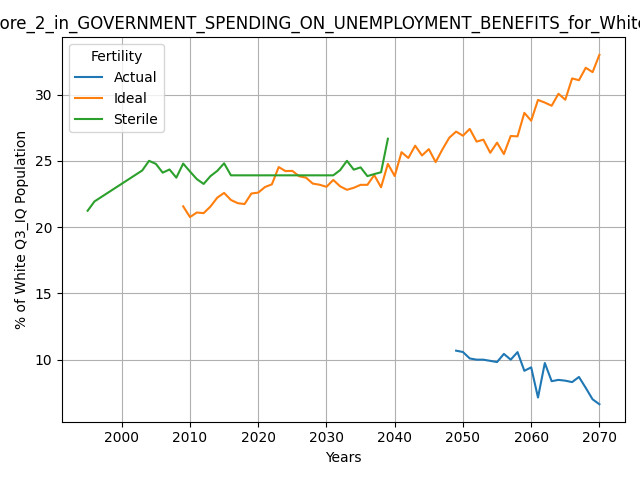 ore_2_in_GOVERNMENT_SPENDING_ON_UNEMPLOYMENT_BENEFITS_for_White
Fertility
Actual
Ideal
Sterile
% of White Q3_IQ Population
30
25
20
15
10
2000 2010 2020 2030 2040 2050 2060 2070
Years